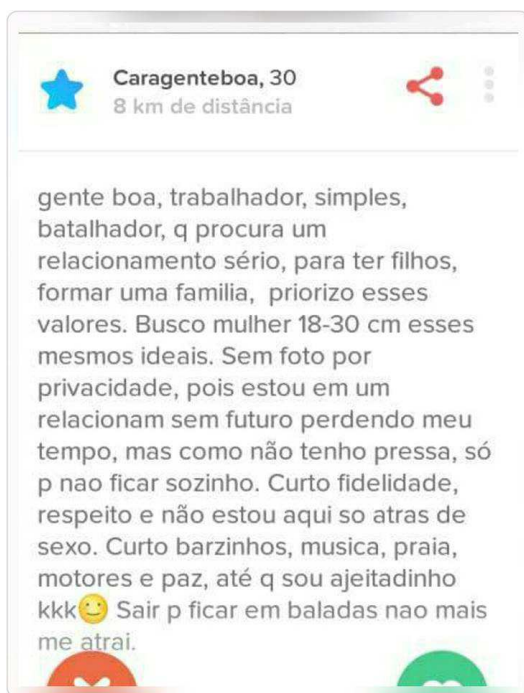 Caragenteboa, 30
8 km de distância
gente boa, trabalhador, simples,
batalhador, q procura um
relacionamento sério, para ter filhos,
formar uma familia,  priorizo esses
valores. Busco mulher 18-30 cm esses
mesmos ideais. Sem foto por
privacidade, pois estou em um
relacionam sem futuro perdendo meu
tempo, mas como não tenho pressa, só
p nao ficar sozinho. Curto fidelidade,
respeito e não estou aqui so atras de
sexo. Curto barzinhos, musica, praia,
motores e paz, até q sou ajeitadinho
kkk🙂 Sair p ficar em baladas nao mais
me atrai.